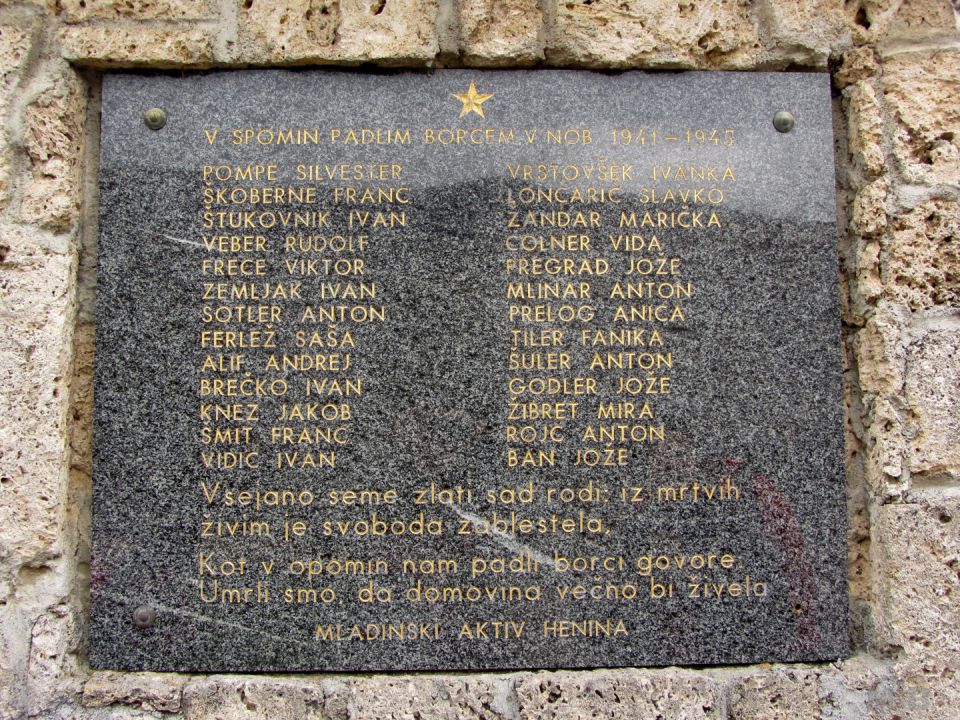 V SPOMIN PADLIM BORCEM V NOB 1941-1945
POMPE SILVESTER
ŠKOBERNE FRANC
ŠTUKOVNIK IVAN
VEBER RUDOLF
FRECE VIKTOR
ZEMLJAK IVAN
SOTLER ANTON
FERLEŽ SAŠA
ALIF ANDREJ
BREČKO IVAN
KNEZ JAKOB
ŠMIT FRANC
VIDIC IVAN
VRSTOVŠEK IVANKA
LONČARIČ SLAVKO
ŽANDAR MARIČKA
COLNER VIDA
FREGRAD JOŽE
MLINAR ANTON
PRELOG ANICA
TILER FANIKA
ŠULER ANTON
GODLER JOŽE
ŽIBRET MIRA
ROJC ANTON
BAN JOŽE
Vsejano seme zlati sad rodi: iz mrtvih
živim je svoboda zablestela.
Kot v opomin nam padli borci govore
Umrli smo da domovina večno bi živela
MLADINSKI AKTIV HENINA